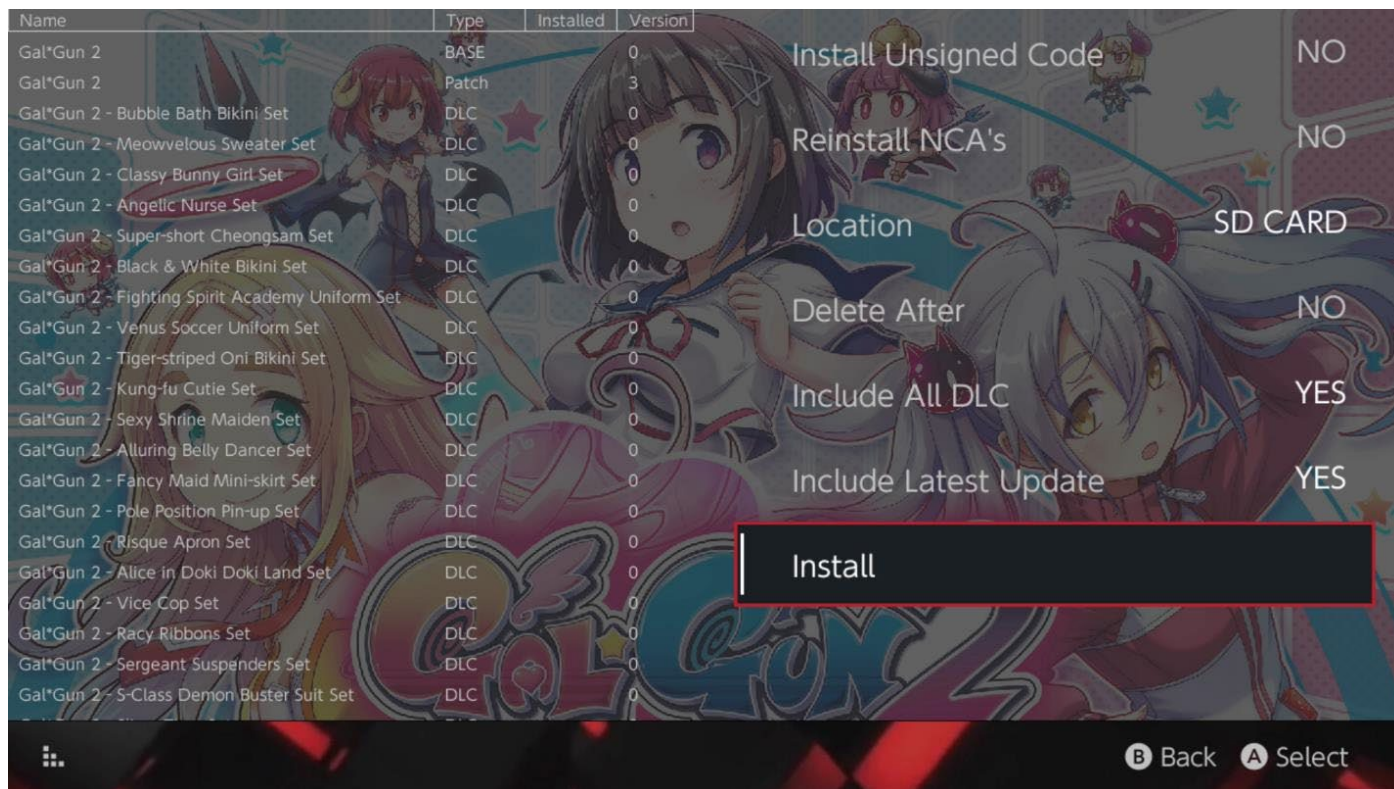 Name Type Installed Version
Gal*Gun 2 BASE 0
Gal*Gun 2 Patch 3
Gal*Gun 2 - Bubble Bath Bikini Set DLC 0
Gal*Gun 2 - Meowvelous Sweater Set DLC 0
Gal*Gun 2 - Classy Bunny Girl Set DLC 0
Gal*Gun 2 - Angelic Nurse Set DLC 0
Gal*Gun 2 - Super-short Cheongsam Set DLC 0
Gal*Gun 2 - Black & White Bikini Set DLC 0
Gal*Gun 2 - Fighting Spirit Academy Uniform Set DLC 0
Gal*Gun 2 - Venus Soccer Uniform Set DLC 0
Gal*Gun 2 - Tiger-striped Oni Bikini Set DLC 0
Gal*Gun 2 - Kung-fu Cutie Set DLC 0
Gal*Gun 2 - Sexy Shrine Maiden Set DLC 0
Gal*Gun 2 - Alluring Belly Dancer Set DLC 0
Gal*Gun 2 - Fancy Maid Mini-skirt Set DLC 0
Gal*Gun 2 - Pole Position Pin-up Set DLC 0
Gal*Gun 2 - Risque Apron Set DLC 0
Gal*Gun 2 - Alice in Doki Doki Land Set DLC 0
Gal*Gun 2 - Vice Cop Set DLC 0
Gal*Gun 2 - Racy Ribbons Set DLC 0
Gal*Gun 2 - Sergeant Suspenders Set DLC 0
Gal*Gun 2 - S-Class Demon Buster Suit Set DLC 0
Install Unsigned Code NO
Reinstall NCA's NO
Location SD CARD
Delete After NO
Include All DLC YES
Include Latest Update YES
Install
GAL GUN 2
B Back A Select